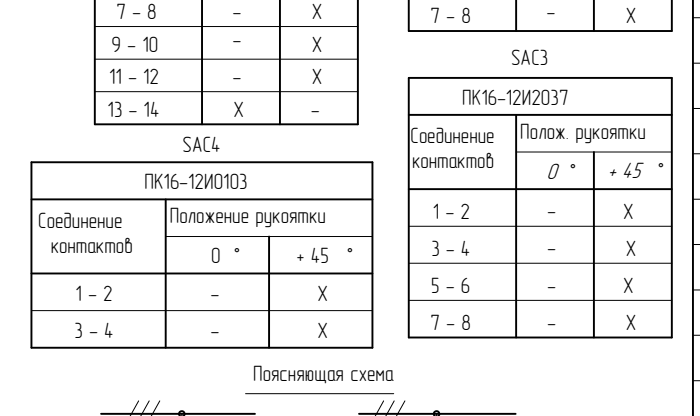 7 – 8 – X
9 – 10 – X
11 – 12 – X
13 – 14 X –
7 – 8 – X
SAC3
ПК16-12И2037
Соединение контактов Полож. рукоятки
0 ° + 45 °
1 – 2 – X
3 – 4 – X
5 – 6 – X
7 – 8 – X
SAC4
ПК16-12И0103
Соединение Положение рукоятки
контактов 0 ° + 45 °
1 – 2 – X
3 – 4 – X
Поясняющая схема